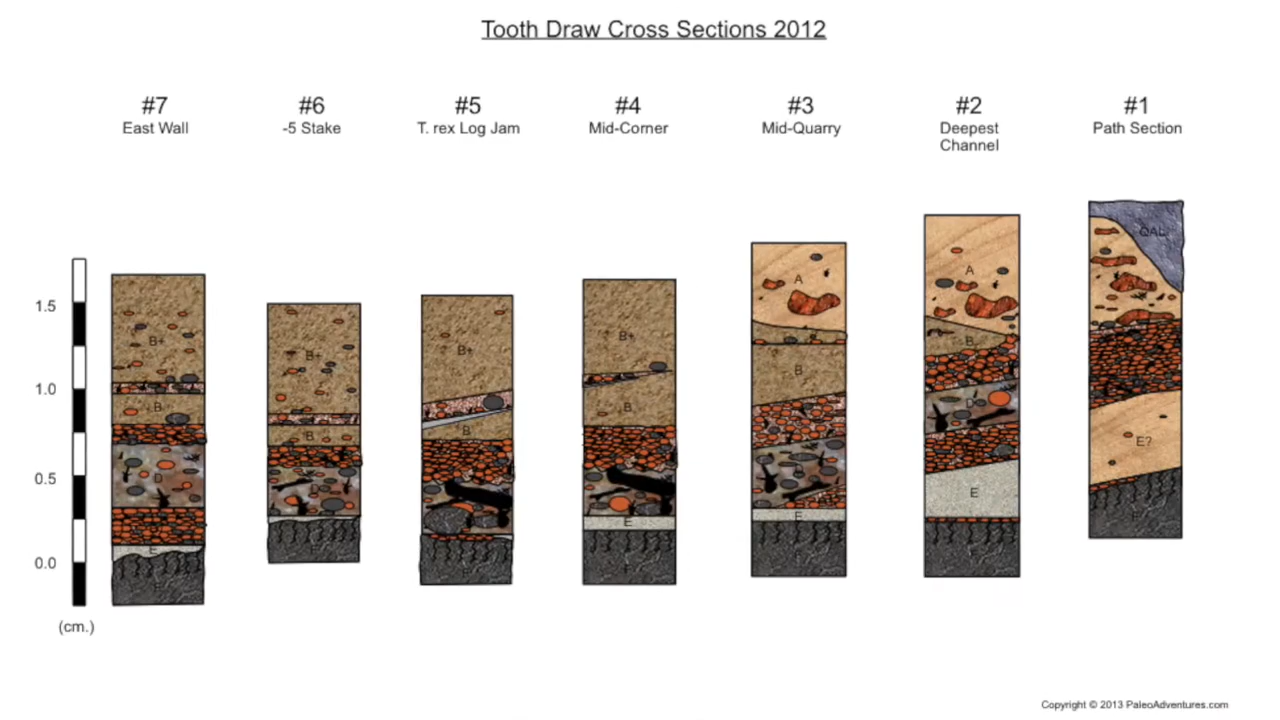 Tooth Draw Cross Sections 2012
#7
East Wall
#6
-5 Stake
#5
T. rex Log Jam
#4
Mid-Corner
#3
Mid-Quarry
#2
Deepest
Channel
#1
Path Section
1.5
1.0
0.5
0.0
(cm.)
B+
B
D
E
B+
B
B+
B
B+
B
E
A
B
D
E
A
B
D
E
QAL
E?
Copyright © 2013 PaleoAdventures.com